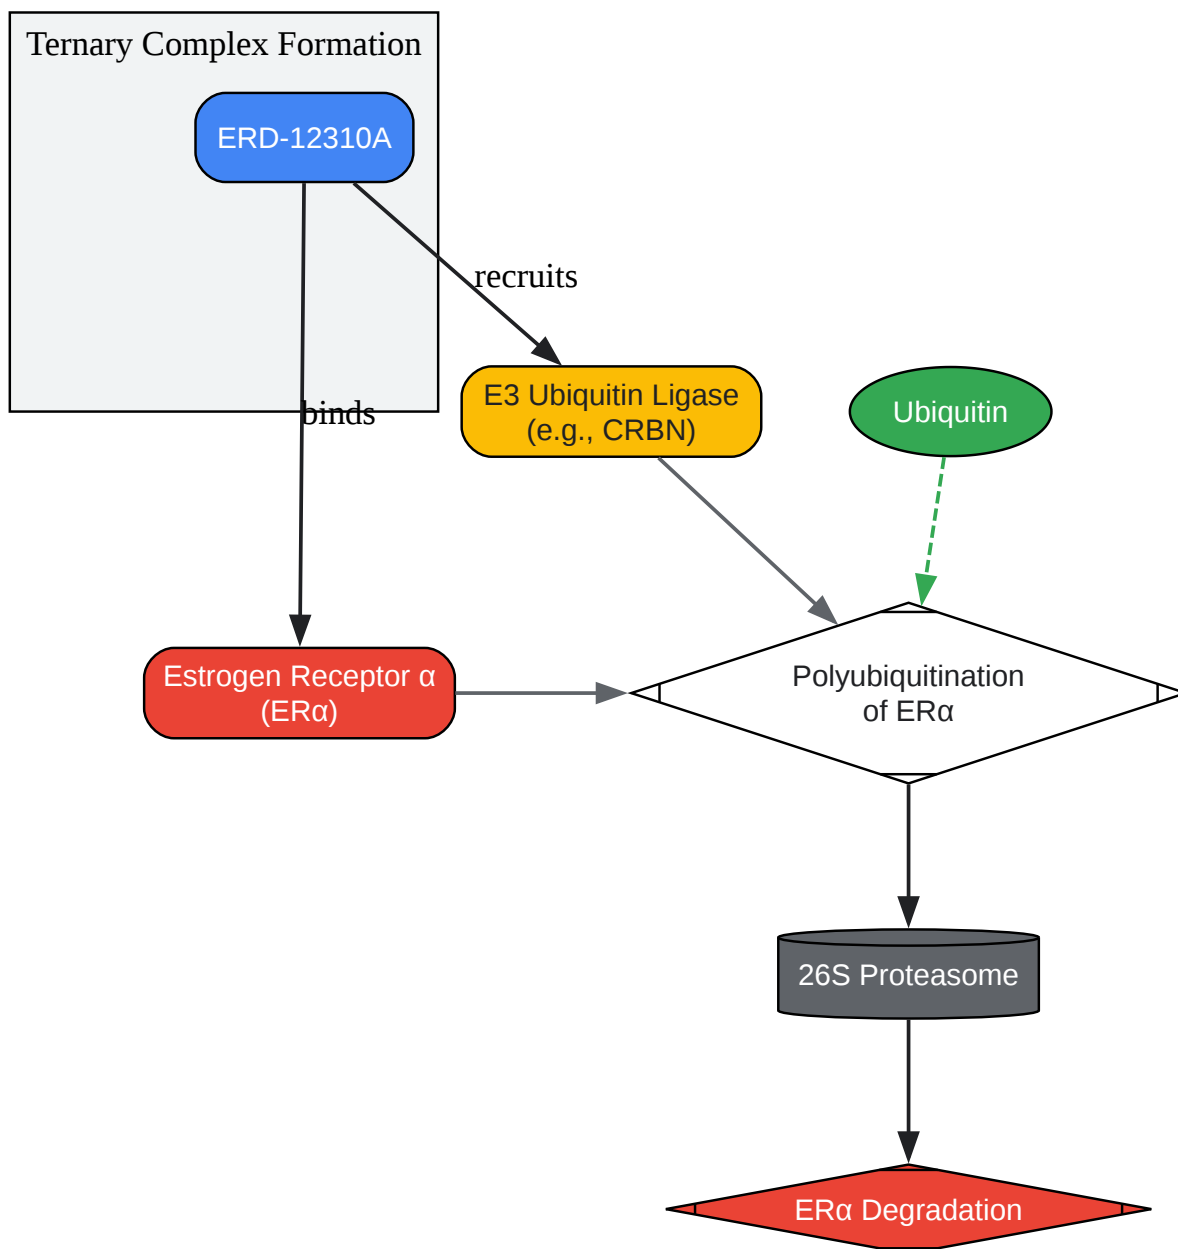 Ternary Complex Formation
ERD-12310A
recruits
E3 Ubiquitin Ligase
(e.g., CRBN)
Ubiquitin
binds
Estrogen Receptor α
(ERα)
Polyubiquitination
of ERα
26S Proteasome
ERα Degradation